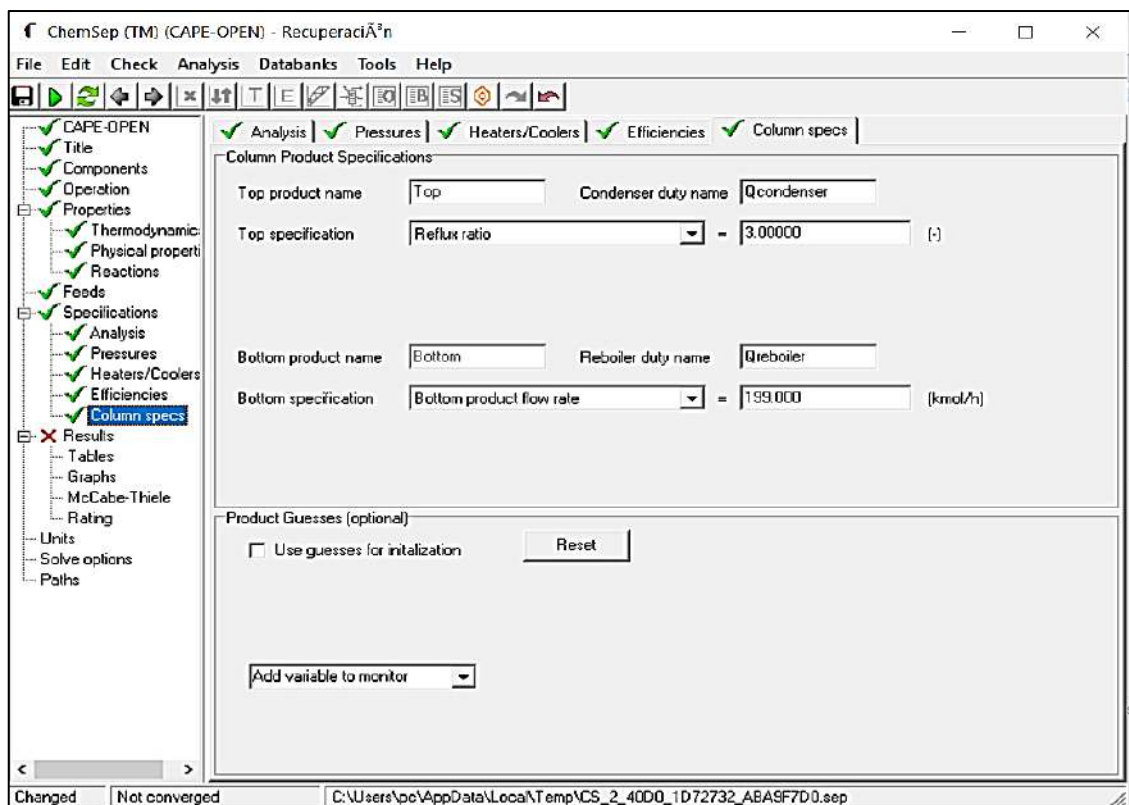 ChemSep (TM) (CAPE-OPEN) - RecuperaciÃ³n
File Edit Check Analysis Databanks Tools Help
CAPE-OPEN
Title
Components
Operation
Properties
Thermodynamic
Physical properti
Reactions
Feeds
Specifications
Analysis
Pressures
Heaters/Coolers
Efficiencies
Column specs
Results
Tables
Graphs
McCabe-Thiele
Rating
Units
Solve options
Paths
Analysis Pressures Heaters/Coolers Efficiencies Column specs
Column Product Specifications
Top product name Top Condenser duty name Qcondenser
Top specification Reflux ratio = 3.00000 (-)
Bottom product name Bottom Reboiler duty name Qreboiler
Bottom specification Bottom product flow rate = 199.000 (kmol/h)
Product Guesses (optional)
Use guesses for initalization Reset
Add variable to monitor
Changed Not converged C:\Users\pc\AppData\Local\Temp\CS_2_40D0_1D72732_ABA9F7D0.sep